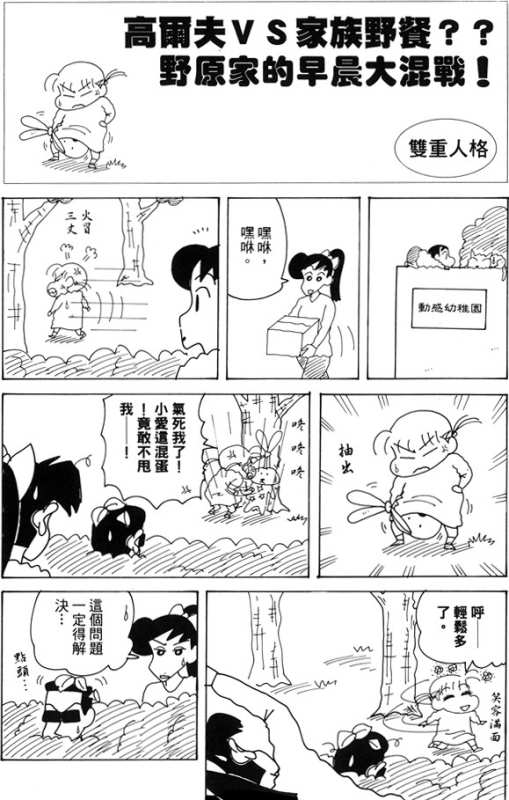 高爾夫VS家族野餐？？
野原家的早晨大混戰！
雙重人格
動感幼稚園
嘿咻，
嘿咻。
火冒
三丈
抽出
咚
咚
咚
氣死我了！
小愛這混蛋
！竟敢不甩
我──！
呼──
輕鬆多
了。
笑容滿面
這個問題
一定得解
決…
點頭…